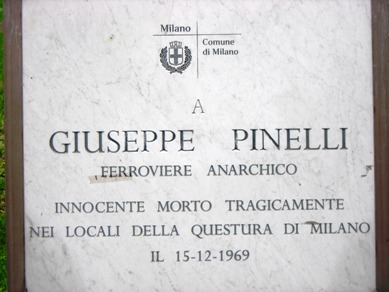 Milano
Comune
di Milano
A
GIUSEPPE PINELLI
FERROVIERE ANARCHICO
INNOCENTE MORTO TRAGICAMENTE
NEI LOCALI DELLA QUESTURA DI MILANO
IL 15-12-1969